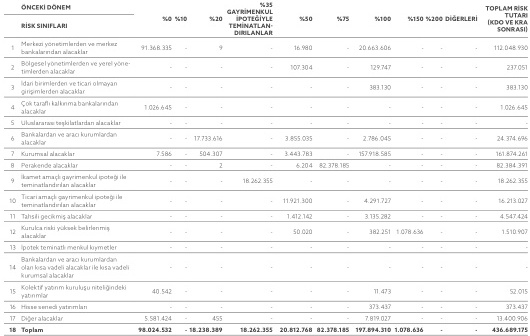 ÖNCEKİ DÖNEM
RİSK SINIFLARI %0 %10 %20 %35 GAYRİMENKUL İPOTEĞİYLE TEMİNATLAN-DIRILANLAR %50 %75 %100 %150 %200 DİĞERLERİ TOPLAM RİSK TUTARI (KDO VE KRA SONRASI)
1 Merkezi yönetimlerden ve merkez bankalarından alacaklar 91.368.335 - 9 - 16.980 - 20.663.606 - - - 112.048.930
2 Bölgesel yönetimlerden ve yerel yöne-timlerden alacaklar - - - - 107.304 - 129.747 - - - 237.051
3 İdari birimlerden ve ticari olmayan girişimlerden alacaklar - - - - - - 383.130 - - - 383.130
4 Çok taraflı kalkınma bankalarından alacaklar 1.026.645 - - - - - - - - - 1.026.645
5 Uluslararası teşkilatlardan alacaklar - - - - - - - - - - -
6 Bankalardan ve aracı kurumlardan alacaklar - - 17.733.616 - 3.855.035 - 2.786.045 - - - 24.374.696
7 Kurumsal alacaklar 7.586 - 504.307 - 3.443.783 - 157.918.585 - - - 161.874.261
8 Perakende alacaklar - - 2 - 6.204 82.378.185 - - - - 82.384.391
9 İkamet amaçlı gayrimenkul ipoteği ile teminatlandırılan alacaklar - - - 18.262.355 - - - - - - 18.262.355
10 Ticari amaçlı gayrimenkul ipoteği ile teminatlandırılan alacaklar - - - - 11.921.300 - 4.291.727 - - - 16.213.027
11 Tahsili gecikmiş alacaklar - - - - 1.412.142 - 3.135.282 - - - 4.547.424
12 Kurulca riski yüksek belirlenmiş alacaklar - - - - 50.020 - 382.251 1.078.636 - - 1.510.907
13 İpotek teminatlı menkul kıymetler - - - - - - - - - - -
14 Bankalardan ve aracı kurumlardan olan kısa vadeli alacaklar ile kısa vadeli kurumsal alacaklar - - - - - - - - - - -
15 Kolektif yatırım kuruluşu niteliğindeki yatırımlar 40.542 - - - - - 11.473 - - - 52.015
16 Hisse senedi yatırımları - - - - - - 373.437 - - - 373.437
17 Diğer alacaklar 5.581.424 - 455 - - - 7.819.027 - - - 13.400.906
18 Toplam 98.024.532 - 18.238.389 18.262.355 20.812.768 82.378.185 197.894.310 1.078.636 - - 436.689.175